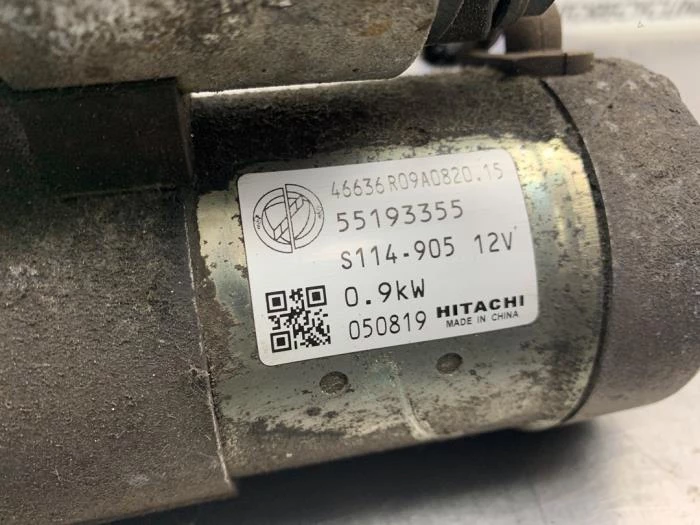 46636R09A0820.15
55193355
S114-905 12V
0.9kW
050819 HITACHI
MADE IN CHINA